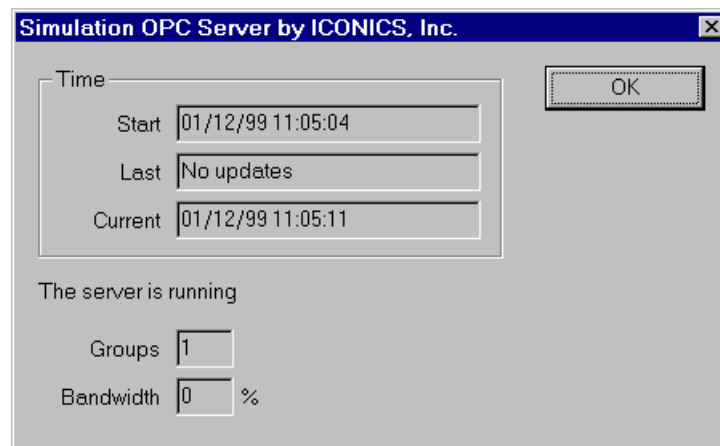 Simulation OPC Server by ICONICS, Inc.
Time
OK
Start 01/12/99 11:05:04
Last No updates
Current 01/12/99 11:05:11
The server is running
Groups 1
Bandwidth 0 %